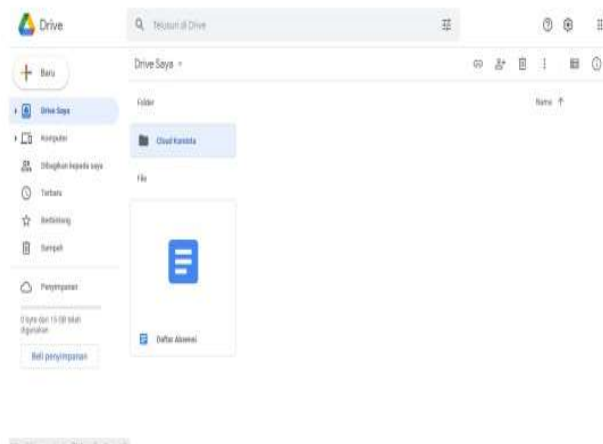 Drive
Telusuri di Drive
Baru
Drive Saya
Folder
Nama
Drive Saya
Komputer
Cloud Kominfo
Dibagikan kepada saya
File
Terbaru
Berbintang
Sampah
Penyimpanan
0 byte dari 15 GB telah
digunakan
Daftar Absensi
Beli penyimpanan